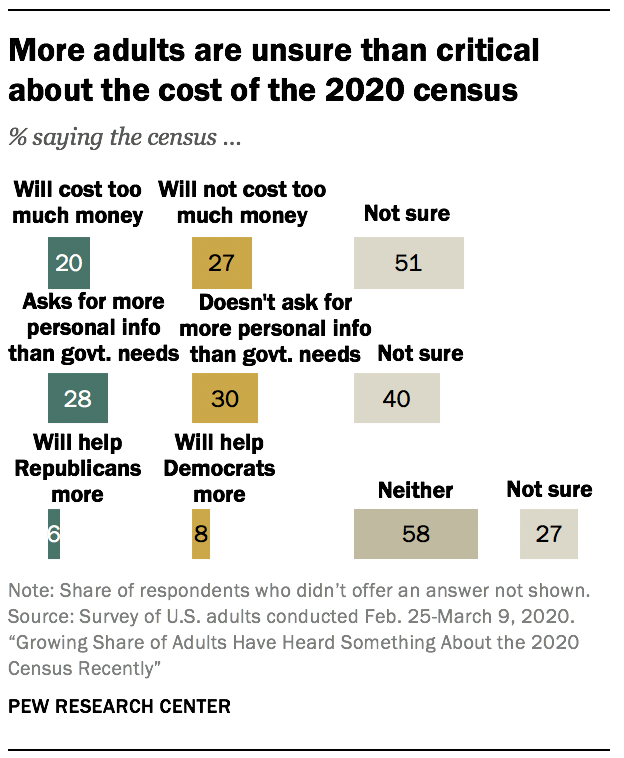 More adults are unsure than critical
about the cost of the 2020 census
% saying the census ...
Will cost too
much money
Will not cost too
much money
Not sure
20
27
51
Asks for more
personal info
than govt. needs
Doesn't ask for
more personal info
than govt. needs
Not sure
28
30
40
Will help
Republicans
more
Will help
Democrats
more
Neither
Not sure
6
8
58
27
Note: Share of respondents who didn’t offer an answer not shown.
Source: Survey of U.S. adults conducted Feb. 25-March 9, 2020.
“Growing Share of Adults Have Heard Something About the 2020
Census Recently”
PEW RESEARCH CENTER